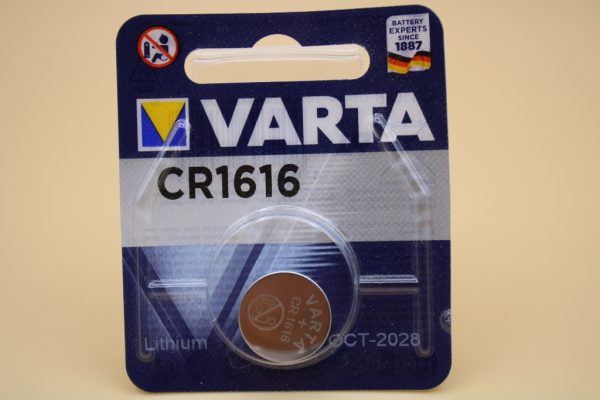 BATTERY
EXPERTS
SINCE
1887
VARTA
CR1616
VARTA
+
CR 1616
Lithium
OCT-2028